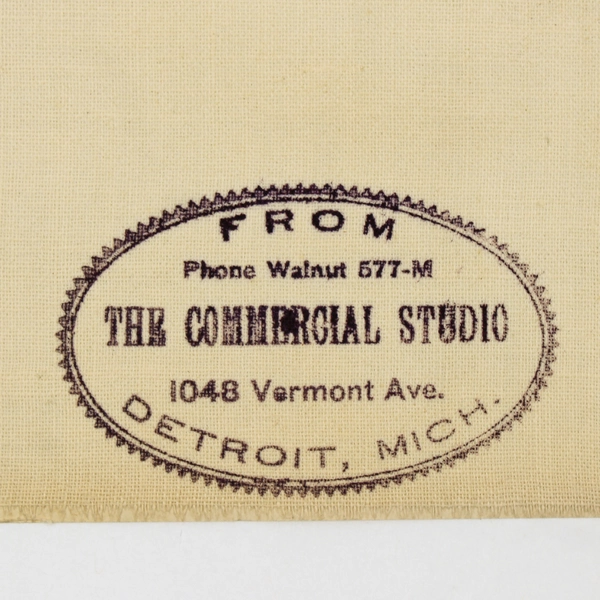 FROM
Phone Walnut 577-M
THE COMMERCIAL STUDIO
1048 Vermont Ave.
DETROIT, MICH.